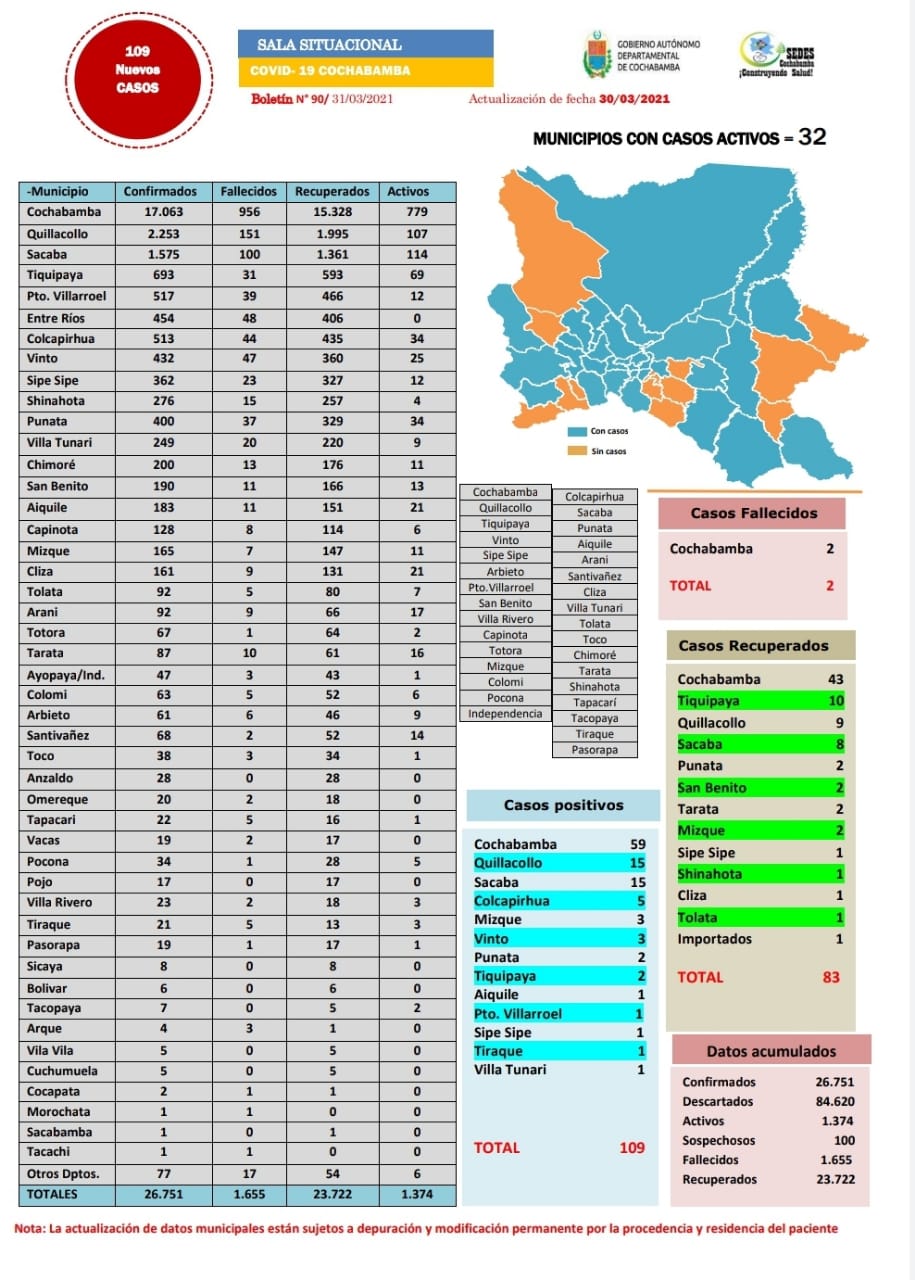 109
Nuevos
CASOS
SALA SITUACIONAL
COVID- 19 COCHABAMBA
Boletín N° 90/ 31/03/2021
Actualización de fecha 30/03/2021
GOBIERNO AUTÓNOMO
DEPARTAMENTAL
DE COCHABAMBA
SEDES
Cochabamba
¡Construyendo Salud!
MUNICIPIOS CON CASOS ACTIVOS = 32
-Municipio Confirmados Fallecidos Recuperados Activos
Cochabamba 17.063 956 15.328 779
Quillacollo 2.253 151 1.995 107
Sacaba 1.575 100 1.361 114
Tiquipaya 693 31 593 69
Pto. Villarroel 517 39 466 12
Entre Ríos 454 48 406 0
Colcapirhua 513 44 435 34
Vinto 432 47 360 25
Sipe Sipe 362 23 327 12
Shinahota 276 15 257 4
Punata 400 37 329 34
Villa Tunari 249 20 220 9
Chimoré 200 13 176 11
San Benito 190 11 166 13
Aiquile 183 11 151 21
Capinota 128 8 114 6
Mizque 165 7 147 11
Cliza 161 9 131 21
Tolata 92 5 80 7
Arani 92 9 66 17
Totora 67 1 64 2
Tarata 87 10 61 16
Ayopaya/Ind. 47 3 43 1
Colomi 63 5 52 6
Arbieto 61 6 46 9
Santivañez 68 2 52 14
Toco 38 3 34 1
Anzaldo 28 0 28 0
Omereque 20 2 18 0
Tapacari 22 5 16 1
Vacas 19 2 17 0
Pocona 34 1 28 5
Pojo 17 0 17 0
Villa Rivero 23 2 18 3
Tiraque 21 5 13 3
Pasorapa 19 1 17 1
Sicaya 8 0 8 0
Bolivar 6 0 6 0
Tacopaya 7 0 5 2
Arque 4 3 1 0
Vila Vila 5 0 5 0
Cuchumuela 5 0 5 0
Cocapata 2 1 1 0
Morochata 1 1 0 0
Sacabamba 1 0 1 0
Tacachi 1 1 0 0
Otros Dptos. 77 17 54 6
TOTALES 26.751 1.655 23.722 1.374
Con casos
Sin casos
Cochabamba
Quillacollo
Tiquipaya
Vinto
Sipe Sipe
Arbieto
Pto.Villarroel
San Benito
Villa Rivero
Capinota
Totora
Mizque
Colomi
Pocona
Independencia
Colcapirhua
Sacaba
Punata
Aiquile
Arani
Santivañez
Cliza
Villa Tunari
Tolata
Toco
Chimoré
Tarata
Shinahota
Tapacarí
Tacopaya
Tiraque
Pasorapa
Casos Fallecidos
Cochabamba 2
TOTAL 2
Casos Recuperados
Cochabamba 43
Tiquipaya 10
Quillacollo 9
Sacaba 8
Punata 2
San Benito 2
Tarata 2
Mizque 2
Sipe Sipe 1
Shinahota 1
Cliza 1
Tolata 1
Importados 1
TOTAL 83
Casos positivos
Cochabamba 59
Quillacollo 15
Sacaba 15
Colcapirhua 5
Mizque 3
Vinto 3
Punata 2
Tiquipaya 2
Aiquile 1
Pto. Villarroel 1
Sipe Sipe 1
Tiraque 1
Villa Tunari 1
TOTAL 109
Datos acumulados
Confirmados 26.751
Descartados 84.620
Activos 1.374
Sospechosos 100
Fallecidos 1.655
Recuperados 23.722
Nota: La actualización de datos municipales están sujetos a depuración y modificación permanente por la procedencia y residencia del paciente